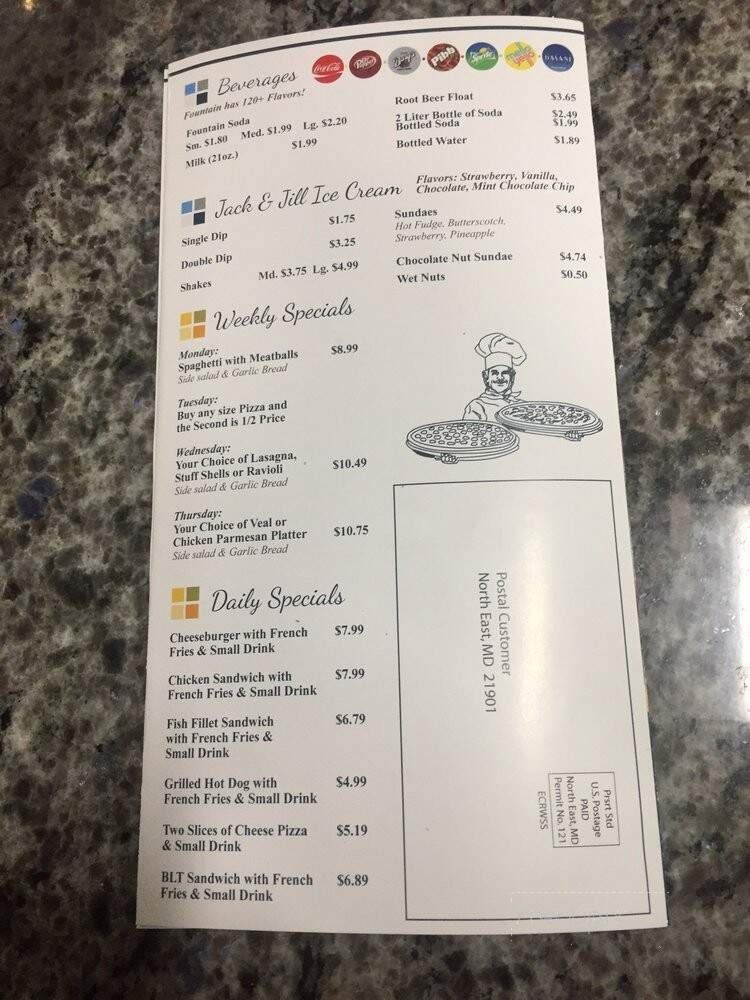 Coca-Cola
Dr Pepper
Barq's
Pibb
Sprite
DASANI
Beverages
Fountain has 120+ Flavors!
Fountain Soda
Sm. $1.80 Med. $1.99 Lg. $2.20
Milk (21oz.) $1.99
Root Beer Float $3.65
2 Liter Bottle of Soda $2.49
Bottled Soda $1.99
Bottled Water $1.89
Jack & Jill Ice Cream
Flavors: Strawberry, Vanilla,
Chocolate, Mint Chocolate Chip
Single Dip $1.75
Double Dip $3.25
Shakes Md. $3.75 Lg. $4.99
Sundaes $4.49
Hot Fudge, Butterscotch,
Strawberry, Pineapple
Chocolate Nut Sundae $4.74
Wet Nuts $0.50
Weekly Specials
Monday:
Spaghetti with Meatballs $8.99
Side salad & Garlic Bread
Tuesday:
Buy any size Pizza and
the Second is 1/2 Price
Wednesday:
Your Choice of Lasagna,
Stuff Shells or Ravioli $10.49
Side salad & Garlic Bread
Thursday:
Your Choice of Veal or
Chicken Parmesan Platter $10.75
Side salad & Garlic Bread
Daily Specials
Cheeseburger with French $7.99
Fries & Small Drink
Chicken Sandwich with $7.99
French Fries & Small Drink
Fish Fillet Sandwich $6.79
with French Fries &
Small Drink
Grilled Hot Dog with $4.99
French Fries & Small Drink
Two Slices of Cheese Pizza $5.19
& Small Drink
BLT Sandwich with French $6.89
Fries & Small Drink
Postal Customer
North East, MD 21901
Prsrt Std
U.S. Postage
PAID
North East, MD
Permit No. 121
ECRWSS